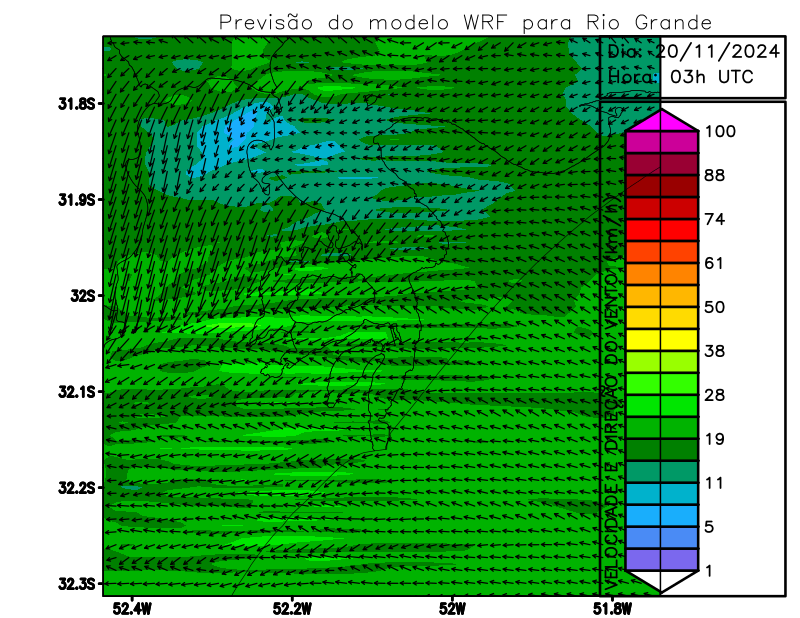 Previsão do modelo WRF para Rio Grande
Dia: 20/11/2024
Hora: 03h UTC
31.8S
31.9S
32S
32.1S
32.2S
32.3S
52.4W
52.2W
52W
51.8W
VELOCIDADE E DIREÇÃO DO VENTO (km/h)
100
88
74
61
50
38
28
19
11
5
1